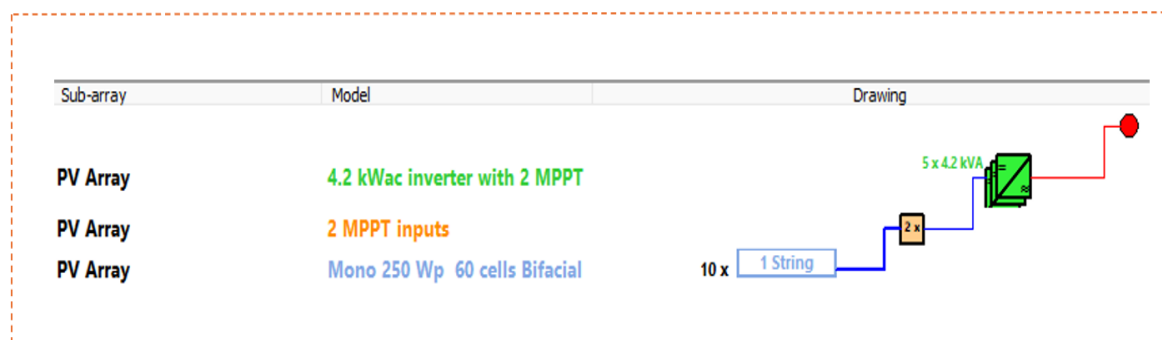 Sub-array Model Drawing
5 x 4.2 kVA
PV Array 4.2 kWac inverter with 2 MPPT
PV Array 2 MPPT inputs 2 x
PV Array Mono 250 Wp 60 cells Bifacial 10 x 1 String